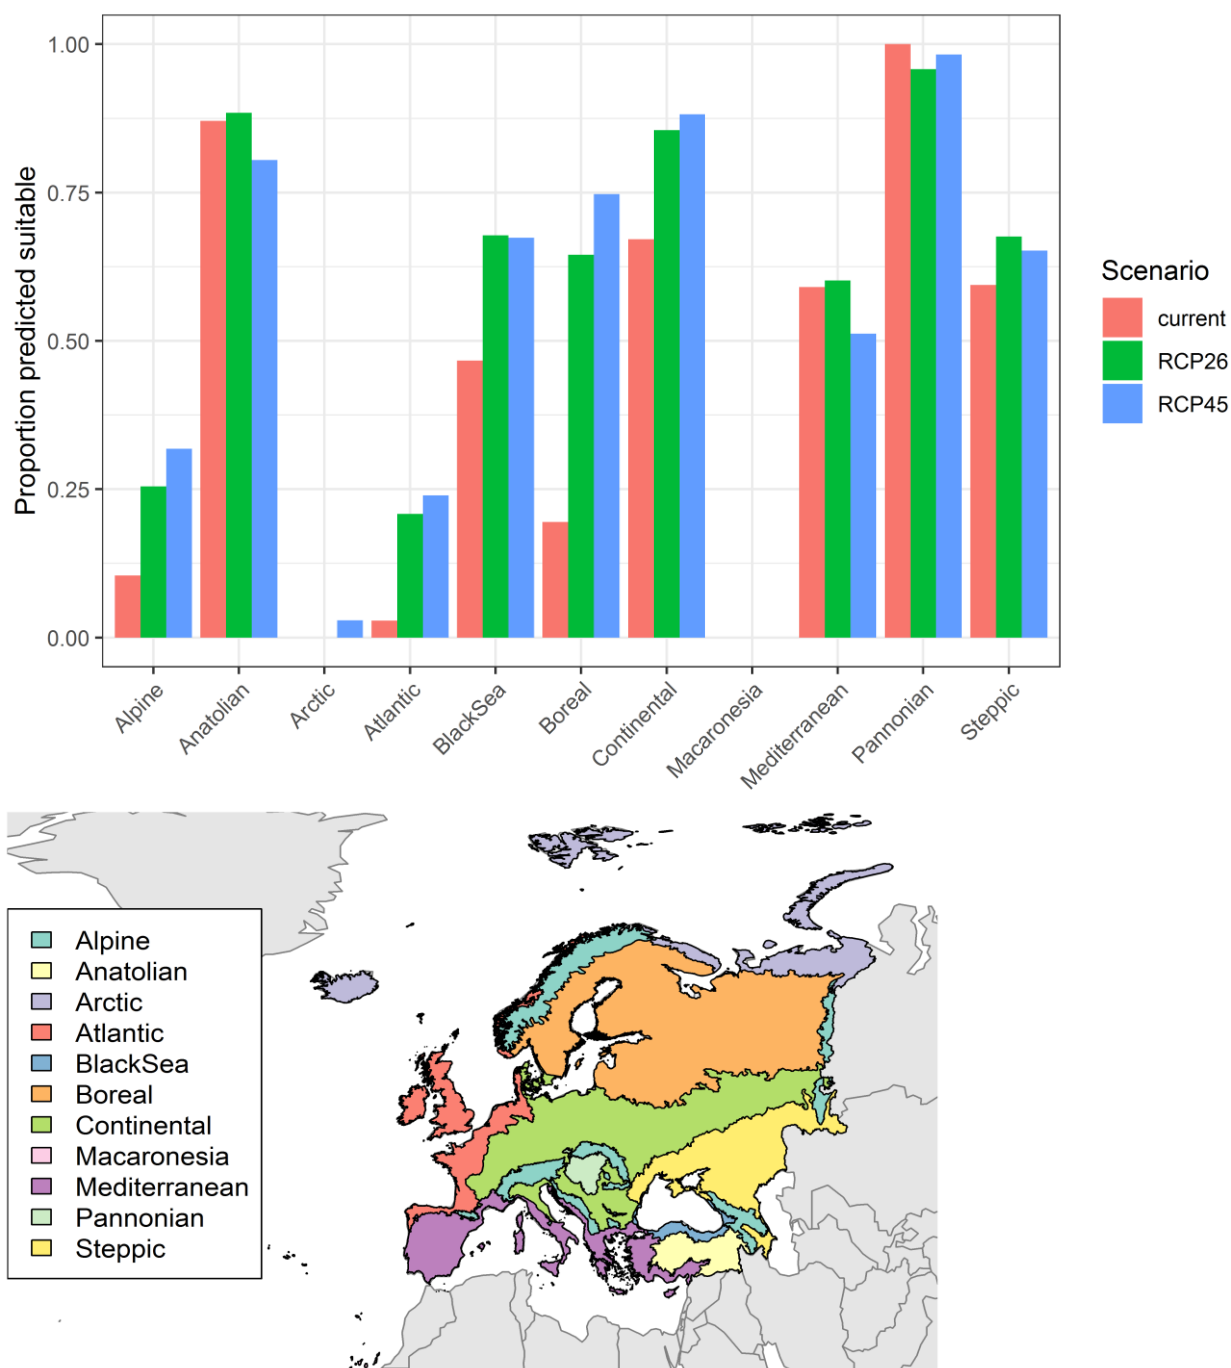 Proportion predicted suitable
1.00
0.75
0.50
0.25
0.00
Alpine
Anatolian
Arctic
Atlantic
BlackSea
Boreal
Continental
Macaronesia
Mediterranean
Pannonian
Steppic
Scenario
current
RCP26
RCP45
Alpine
Anatolian
Arctic
Atlantic
BlackSea
Boreal
Continental
Macaronesia
Mediterranean
Pannonian
Steppic